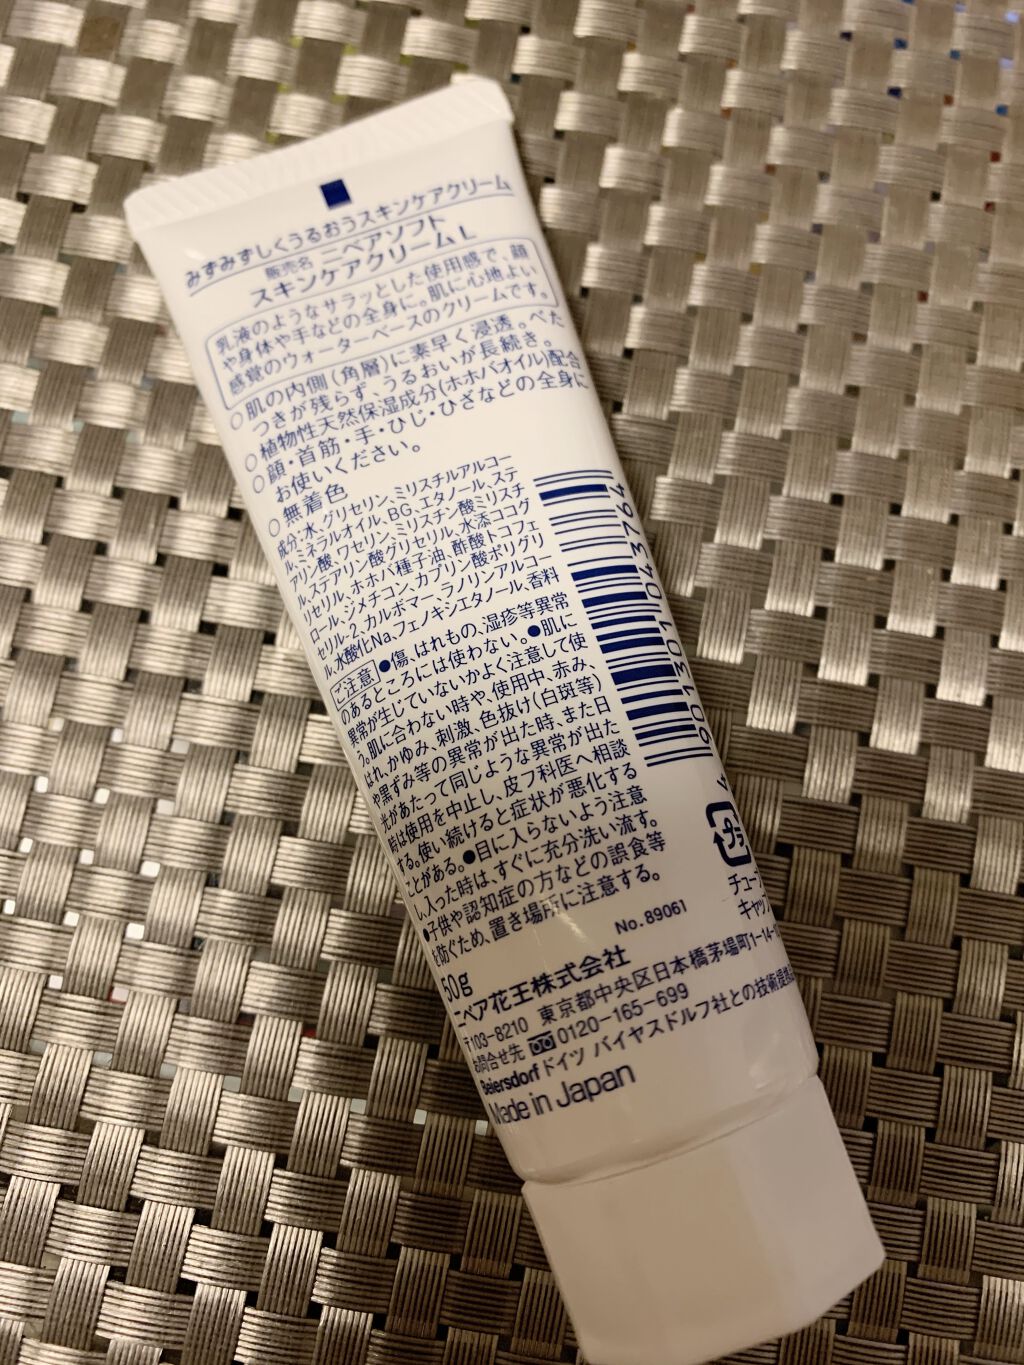 みずみずしくうるおうスキンケアクリーム
販売名 ニベアソフト
スキンケアクリームL
乳液のようなサラッとした使用感で、顔
や身体や手などの全身に。肌に心地よい
感覚のウォーターベースのクリームです。
○肌の内側(角層)に素早く浸透。べた
つきが残らず、うるおいが長続き。
○植物性天然保湿成分(ホホバオイル)配合
○顔・首筋・手・ひじ・ひざなどの全身に
お使いください。
○無着色
成分:水、グリセリン、ミリスチルアルコー
ル、ミネラルオイル、BG、エタノール、ステ
アリン酸、ワセリン、ミリスチン酸ミリスチ
ル、ステアリン酸グリセリル、水添ココグ
リセリル、ホホバ種子油、酢酸トコフェ
ロール、ジメチコン、カプリン酸ポリグリ
セリル-2、カルボマー、ラノリンアルコー
ル、水酸化Na、フェノキシエタノール、香料
ご注意 ●傷、はれもの、湿疹等異常
のあるところには使わない。●肌に
異常が生じていないかよく注意して使
う。肌に合わない時や、使用中、赤み、
はれ、かゆみ、刺激、色抜け(白斑等)
や黒ずみ等の異常が出た時、また日
光があたって同じような異常が出た
時は使用を中止し、皮フ科医へ相談
する。使い続けると症状が悪化する
ことがある。●目に入らないよう注意
し、入った時は、すぐに充分洗い流す。
●子供や認知症の方などの誤食等
を防ぐため、置き場所に注意する。
No.89061
50g
ニベア花王株式会社
〒103-8210 東京都中央区日本橋茅場町1-14-10
お問合せ先 0120-165-699
Beiersdorf ドイツ バイヤスドルフ社との技術提携
Made in Japan
4 901301 043764
プラ
チューブ
キャップ